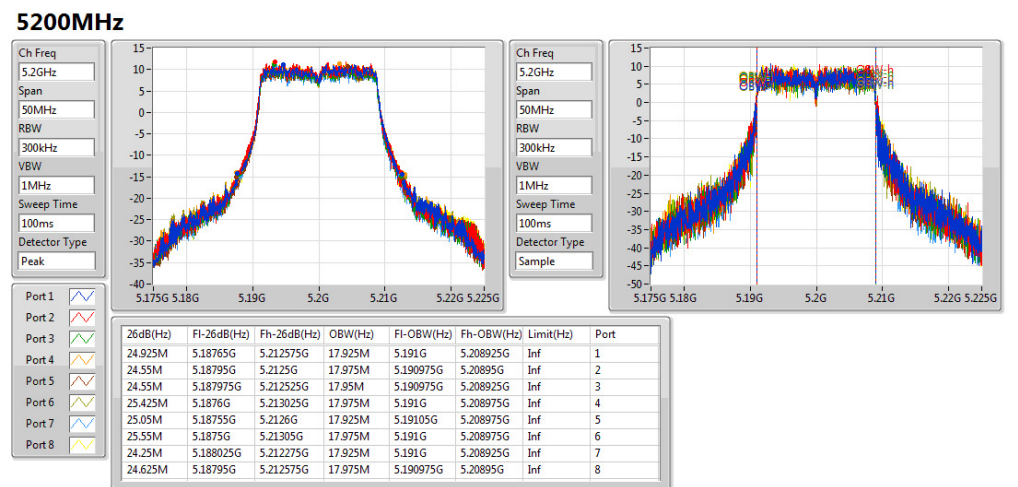 5200MHz
Ch Freq
5.2GHz
Span
50MHz
RBW
300kHz
VBW
1MHz
Sweep Time
100ms
Detector Type
Peak
15-
10-
5-
0-
-5-
-10-
-15-
-20-
-25-
-30-
-35-
-40-
5.175G 5.18G 5.19G 5.2G 5.21G 5.22G 5.225G
Ch Freq
5.2GHz
Span
50MHz
RBW
300kHz
VBW
1MHz
Sweep Time
100ms
Detector Type
Sample
15-
10-
5-
0-
-5-
-10-
-15-
-20-
-25-
-30-
-35-
-40-
-45-
-50-
5.175G 5.18G 5.19G 5.2G 5.21G 5.22G 5.225G
Port 1
Port 2
Port 3
Port 4
Port 5
Port 6
Port 7
Port 8
26dB(Hz) Fl-26dB(Hz) Fh-26dB(Hz) OBW(Hz) Fl-OBW(Hz) Fh-OBW(Hz) Limit(Hz) Port
24.925M 5.18765G 5.212575G 17.925M 5.191G 5.208925G Inf 1
24.55M 5.18795G 5.2125G 17.975M 5.190975G 5.20895G Inf 2
24.55M 5.187975G 5.212525G 17.95M 5.190975G 5.208925G Inf 3
25.425M 5.1876G 5.213025G 17.975M 5.191G 5.208975G Inf 4
25.05M 5.18755G 5.2126G 17.925M 5.19105G 5.208975G Inf 5
25.55M 5.1875G 5.21305G 17.975M 5.191G 5.208975G Inf 6
24.25M 5.188025G 5.212275G 17.925M 5.191G 5.208925G Inf 7
24.625M 5.18795G 5.212575G 17.975M 5.190975G 5.20895G Inf 8